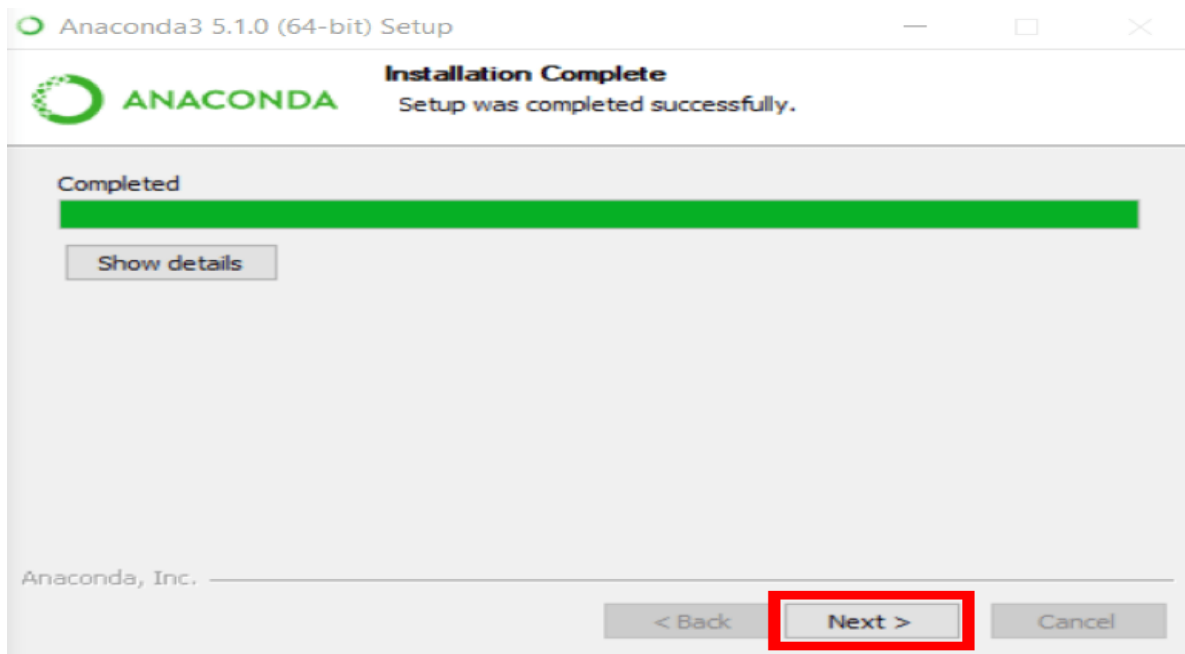 Anaconda3 5.1.0 (64-bit) Setup
ANACONDA
Installation Complete
Setup was completed successfully.
Completed
Show details
Anaconda, Inc.
< Back
Next >
Cancel